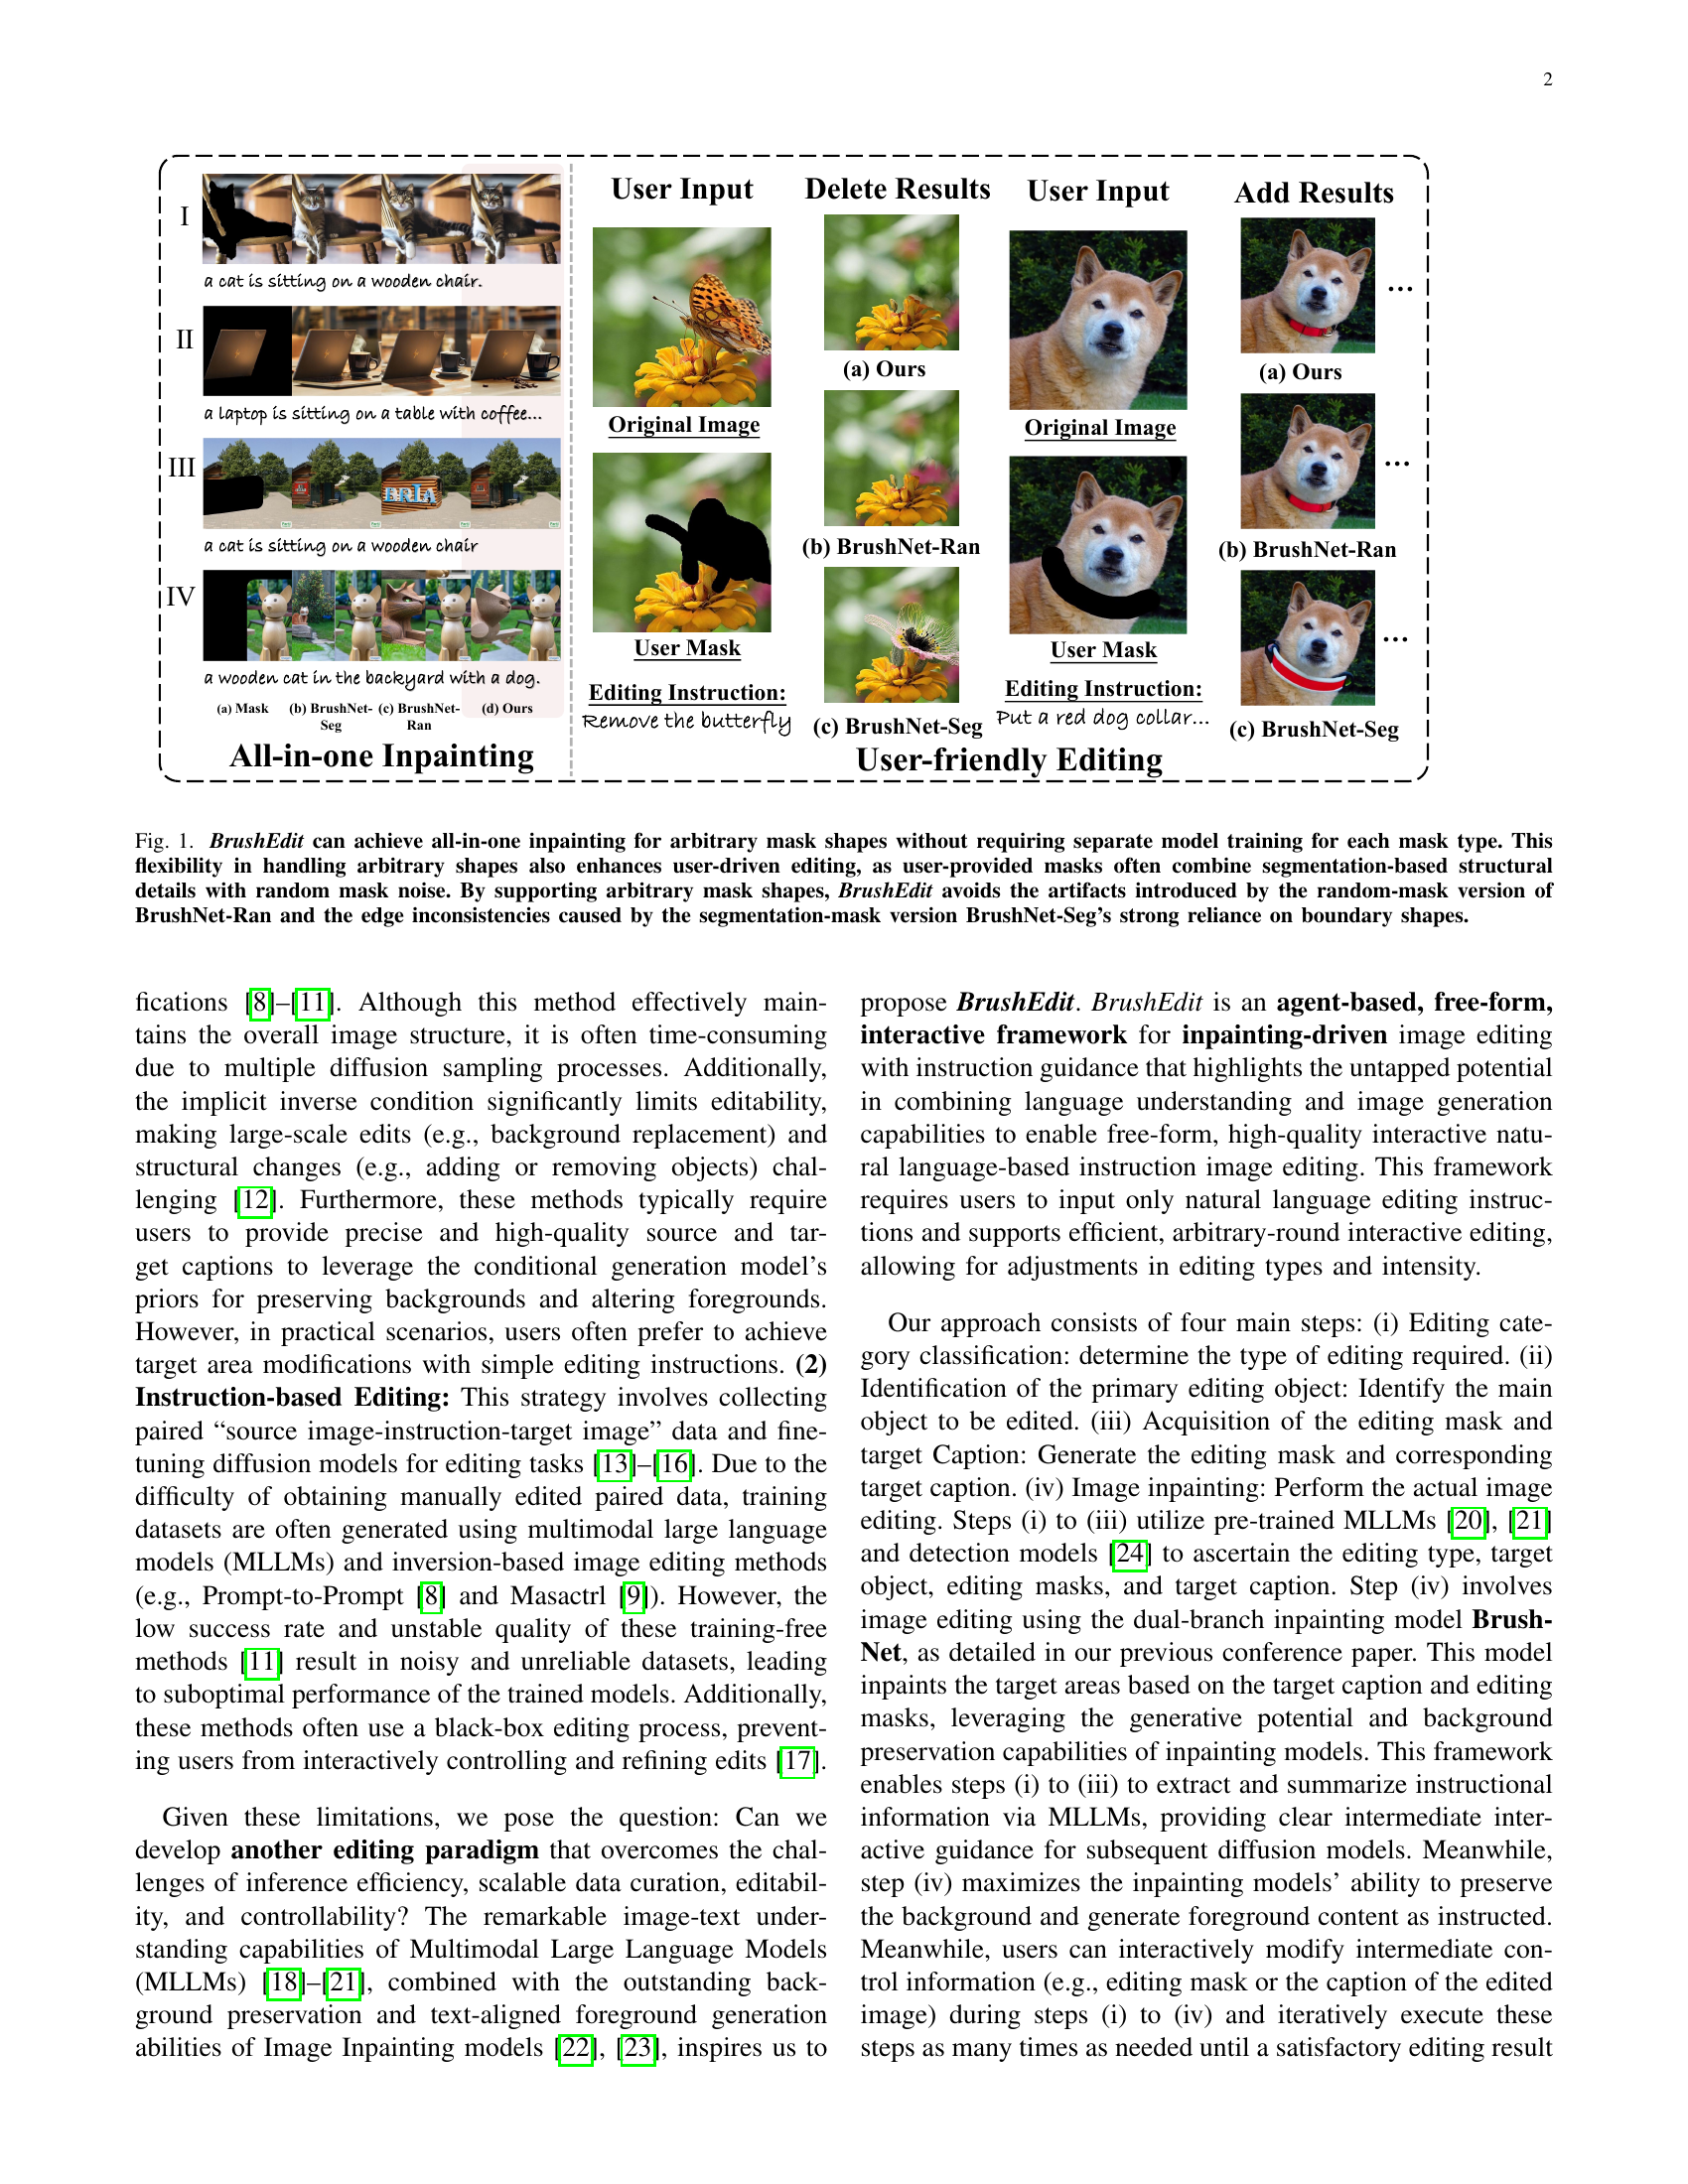 2
I
a cat is sitting on a wooden chair.
II
a laptop is sitting on a table with coffee...
III
BRIA
a cat is sitting on a wooden chair
IV
a wooden cat in the backyard with a dog.
(a) Mask (b) BrushNet-Seg (c) BrushNet-Ran (d) Ours
All-in-one Inpainting
User Input
Original Image
User Mask
Editing Instruction:
Remove the butterfly
Delete Results
(a) Ours
(b) BrushNet-Ran
(c) BrushNet-Seg
User Input
Original Image
User Mask
Editing Instruction:
Put a red dog collar...
Add Results
...
(a) Ours
...
(b) BrushNet-Ran
...
(c) BrushNet-Seg
User-friendly Editing
Fig. 1. BrushEdit can achieve all-in-one inpainting for arbitrary mask shapes without requiring separate model training for each mask type. This
flexibility in handling arbitrary shapes also enhances user-driven editing, as user-provided masks often combine segmentation-based structural
details with random mask noise. By supporting arbitrary mask shapes, BrushEdit avoids the artifacts introduced by the random-mask version of
BrushNet-Ran and the edge inconsistencies caused by the segmentation-mask version BrushNet-Seg's strong reliance on boundary shapes.
fications [8]–[11]. Although this method effectively main-
tains the overall image structure, it is often time-consuming
due to multiple diffusion sampling processes. Additionally,
the implicit inverse condition significantly limits editability,
making large-scale edits (e.g., background replacement) and
structural changes (e.g., adding or removing objects) chal-
lenging [12]. Furthermore, these methods typically require
users to provide precise and high-quality source and tar-
get captions to leverage the conditional generation model's
priors for preserving backgrounds and altering foregrounds.
However, in practical scenarios, users often prefer to achieve
target area modifications with simple editing instructions. (2)
Instruction-based Editing: This strategy involves collecting
paired “source image-instruction-target image” data and fine-
tuning diffusion models for editing tasks [13]–[16]. Due to the
difficulty of obtaining manually edited paired data, training
datasets are often generated using multimodal large language
models (MLLMs) and inversion-based image editing methods
(e.g., Prompt-to-Prompt [8] and Masactrl [9]). However, the
low success rate and unstable quality of these training-free
methods [11] result in noisy and unreliable datasets, leading
to suboptimal performance of the trained models. Additionally,
these methods often use a black-box editing process, prevent-
ing users from interactively controlling and refining edits [17].
Given these limitations, we pose the question: Can we
develop another editing paradigm that overcomes the chal-
lenges of inference efficiency, scalable data curation, editabil-
ity, and controllability? The remarkable image-text under-
standing capabilities of Multimodal Large Language Models
(MLLMs) [18]–[21], combined with the outstanding back-
ground preservation and text-aligned foreground generation
abilities of Image Inpainting models [22], [23], inspires us to
propose BrushEdit. BrushEdit is an agent-based, free-form,
interactive framework for inpainting-driven image editing
with instruction guidance that highlights the untapped potential
in combining language understanding and image generation
capabilities to enable free-form, high-quality interactive natu-
ral language-based instruction image editing. This framework
requires users to input only natural language editing instruc-
tions and supports efficient, arbitrary-round interactive editing,
allowing for adjustments in editing types and intensity.
Our approach consists of four main steps: (i) Editing cate-
gory classification: determine the type of editing required. (ii)
Identification of the primary editing object: Identify the main
object to be edited. (iii) Acquisition of the editing mask and
target Caption: Generate the editing mask and corresponding
target caption. (iv) Image inpainting: Perform the actual image
editing. Steps (i) to (iii) utilize pre-trained MLLMs [20], [21]
and detection models [24] to ascertain the editing type, target
object, editing masks, and target caption. Step (iv) involves
image editing using the dual-branch inpainting model Brush-
Net, as detailed in our previous conference paper. This model
inpaints the target areas based on the target caption and editing
masks, leveraging the generative potential and background
preservation capabilities of inpainting models. This framework
enables steps (i) to (iii) to extract and summarize instructional
information via MLLMs, providing clear intermediate inter-
active guidance for subsequent diffusion models. Meanwhile,
step (iv) maximizes the inpainting models' ability to preserve
the background and generate foreground content as instructed.
Meanwhile, users can interactively modify intermediate con-
trol information (e.g., editing mask or the caption of the edited
image) during steps (i) to (iv) and iteratively execute these
steps as many times as needed until a satisfactory editing result